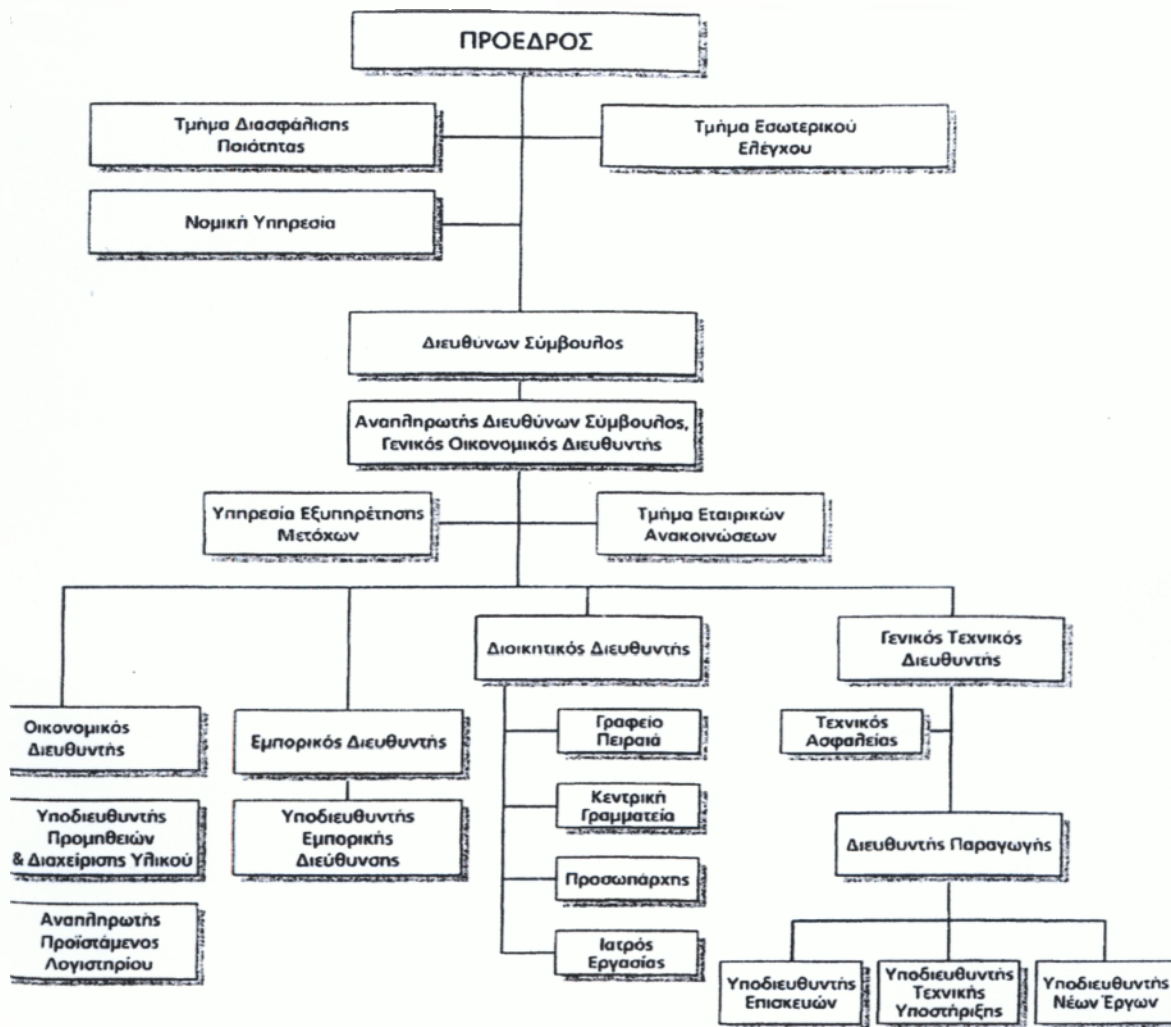 ΠΡΟΕΔΡΟΣ
Τμήμα Διασφάλισης
Ποιότητας
Τμήμα Εσωτερικού
Ελέγχου
Νομική Υπηρεσία
Διευθύνων Σύμβουλος
Αναπληρωτής Διευθύνων Σύμβουλος,
Γενικός Οικονομικός Διευθυντής
Υπηρεσία Εξυπηρέτησης
Μετόχων
Τμήμα Εταιρικών
Ανακοινώσεων
Οικονομικός
Διευθυντής
Εμπορικός Διευθυντής
Διοικητικός Διευθυντής
Γενικός Τεχνικός
Διευθυντής
Υποδιευθυντής
Προμηθειών
& Διαχείρισης Υλικού
Αναπληρωτής
Προϊστάμενος
Λογιστηρίου
Υποδιευθυντής
Εμπορικής
Διεύθυνσης
Γραφείο
Πειραιά
Κεντρική
Γραμματεία
Προσωπάρχης
Ιατρός
Εργασίας
Τεχνικός
Ασφαλείας
Διευθυντής Παραγωγής
Υποδιευθυντής
Επισκευών
Υποδιευθυντής
Τεχνικής
Υποστήριξης
Υποδιευθυντής
Νέων Έργων